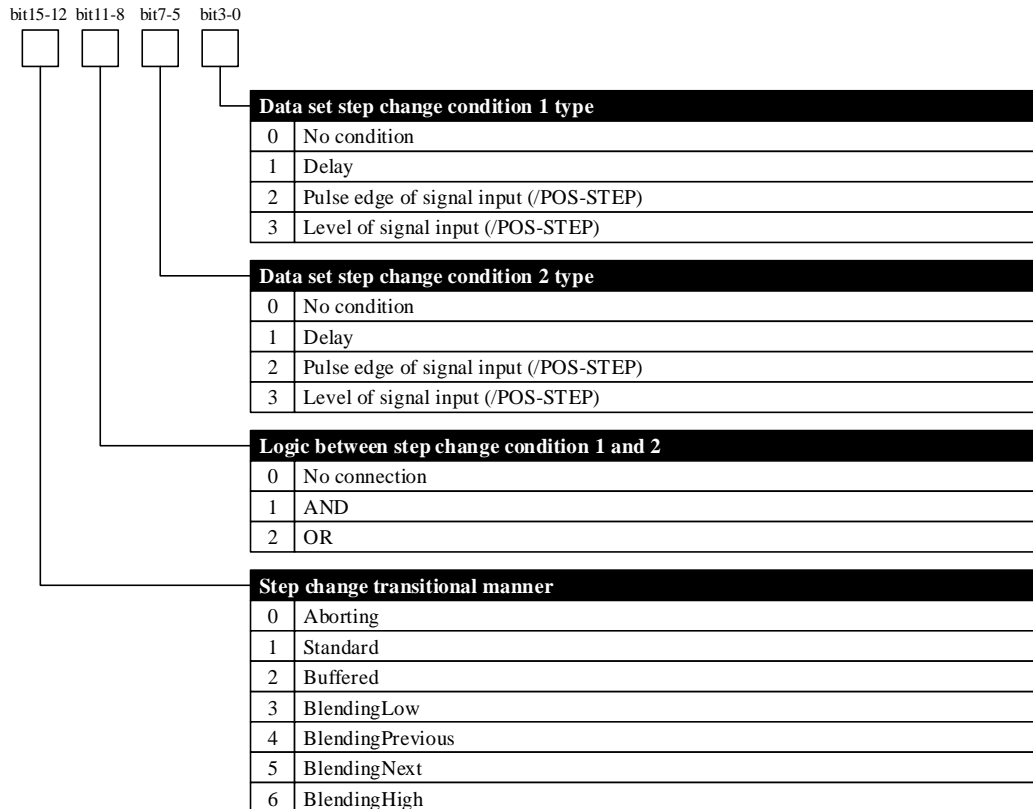 bit15-12 bit11-8 bit7-5 bit3-0
Data set step change condition 1 type
0 No condition
1 Delay
2 Pulse edge of signal input (/POS-STEP)
3 Level of signal input (/POS-STEP)
Data set step change condition 2 type
0 No condition
1 Delay
2 Pulse edge of signal input (/POS-STEP)
3 Level of signal input (/POS-STEP)
Logic between step change condition 1 and 2
0 No connection
1 AND
2 OR
Step change transitional manner
0 Aborting
1 Standard
2 Buffered
3 BlendingLow
4 BlendingPrevious
5 BlendingNext
6 BlendingHigh